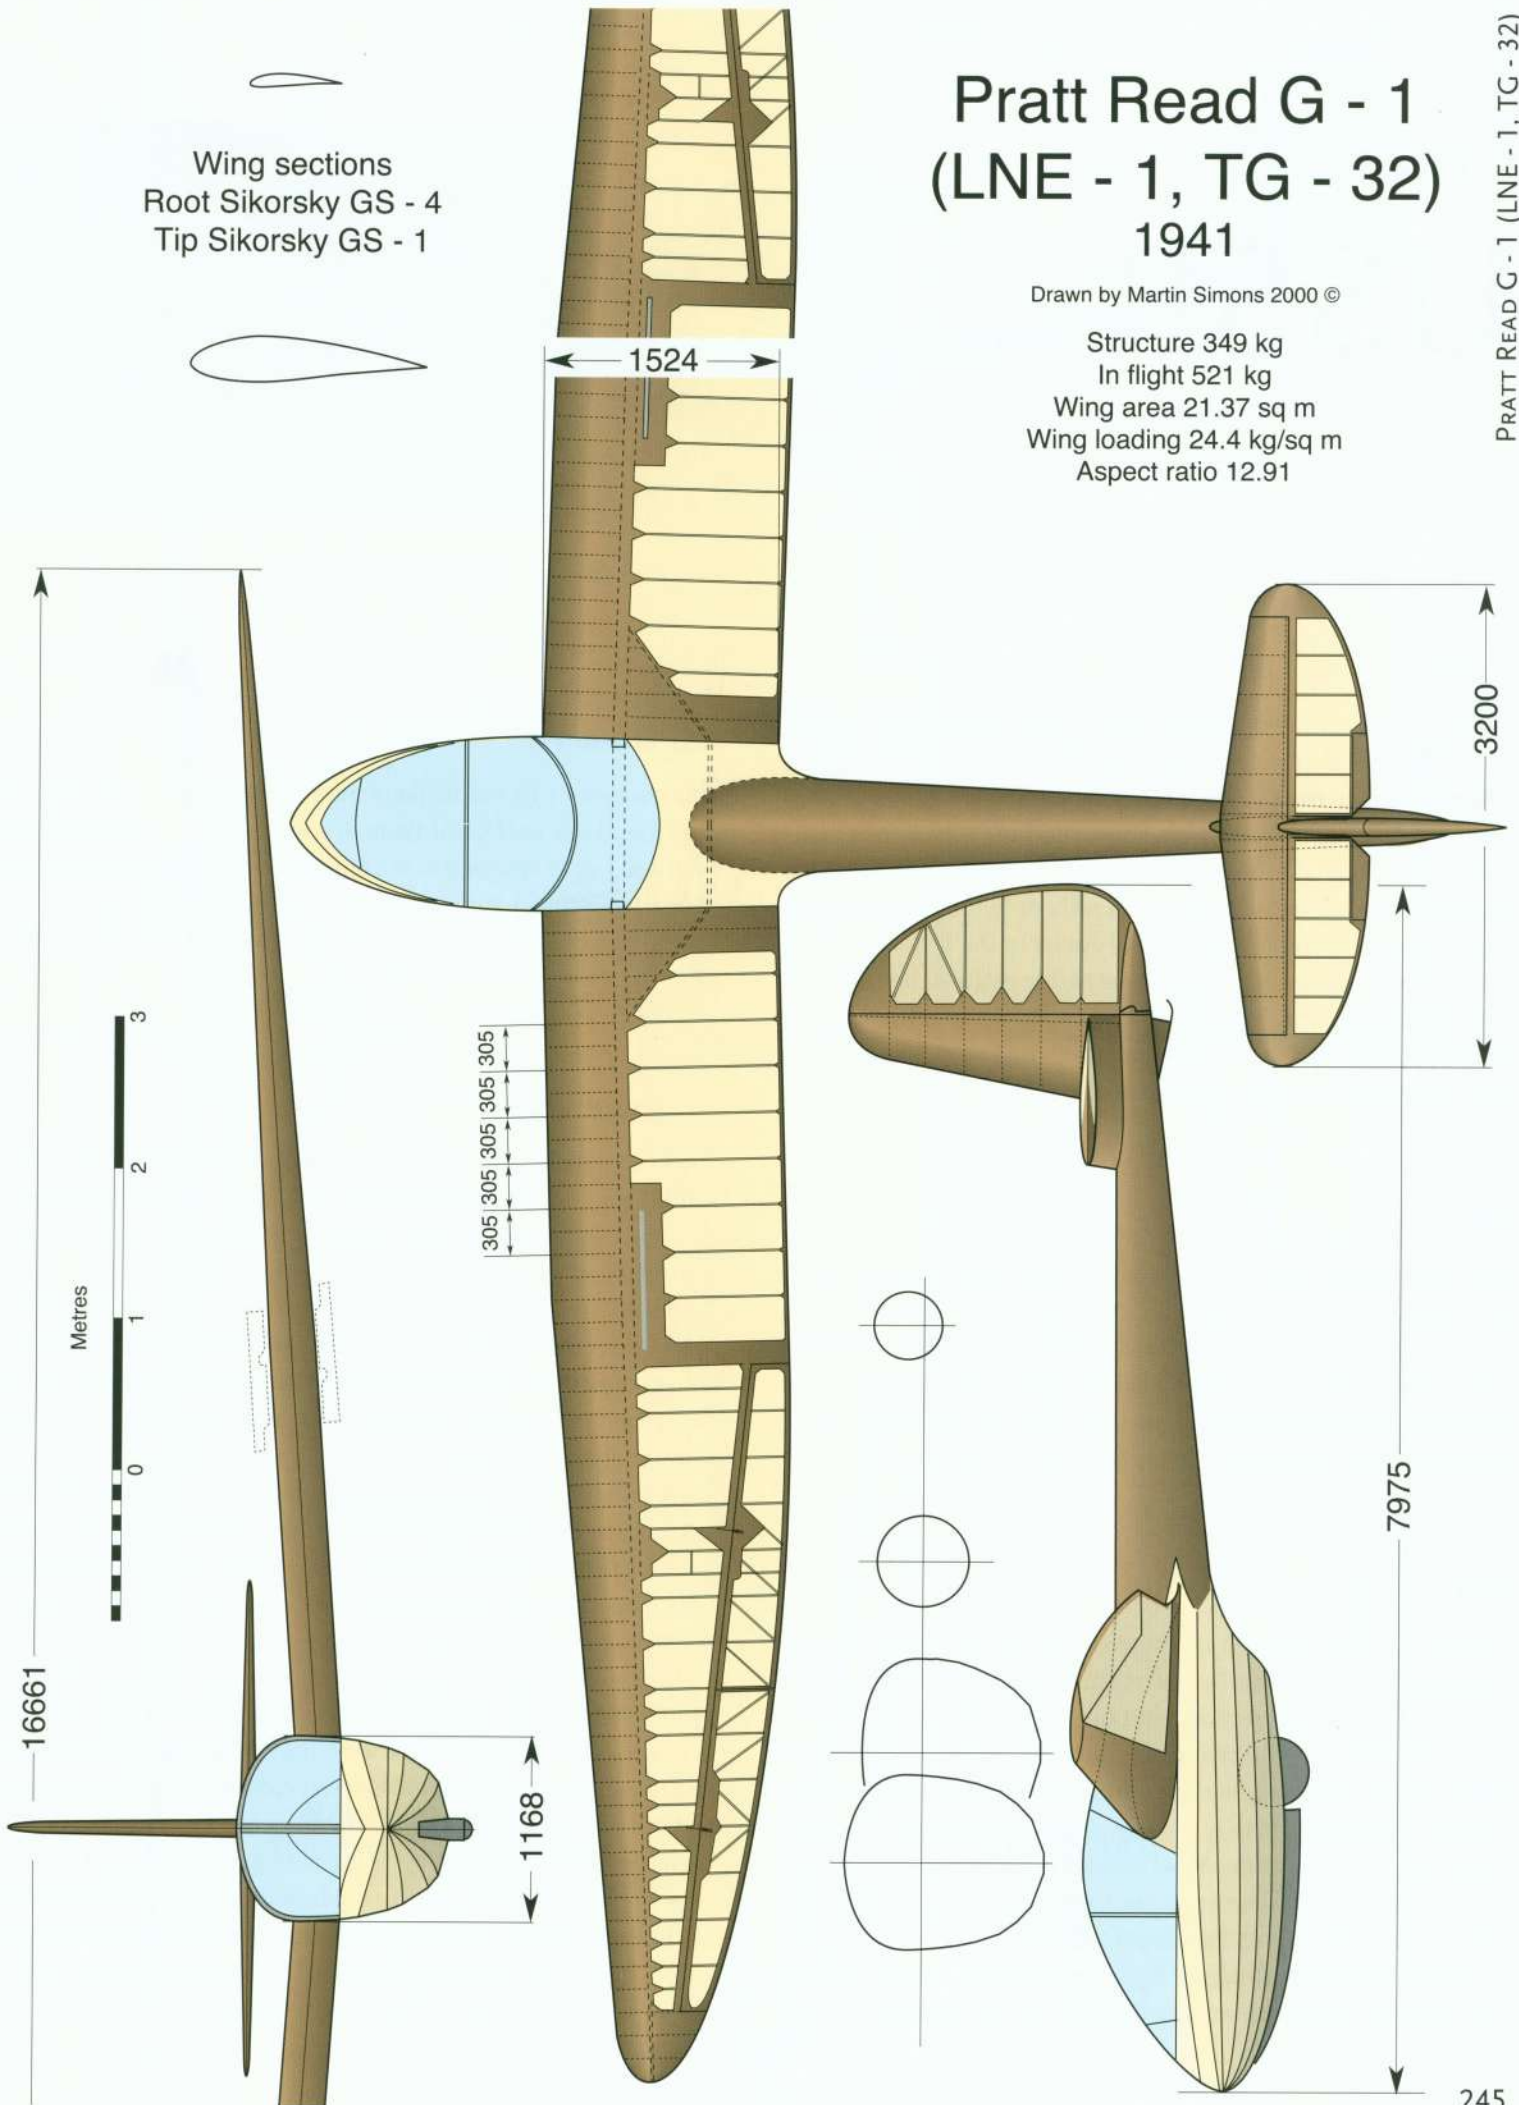 Pratt Read G - 1
(LNE - 1, TG - 32)
1941
Drawn by Martin Simons 2000 ©
Structure 349 kg
In flight 521 kg
Wing area 21.37 sq m
Wing loading 24.4 kg/sq m
Aspect ratio 12.91
PRATT READ G - 1 (LNE - 1, TG - 32)
Wing sections
Root Sikorsky GS - 4
Tip Sikorsky GS - 1
1524
3200
305
305
305
305
305
3
2
1
0
Metres
16661
1168
7975
245